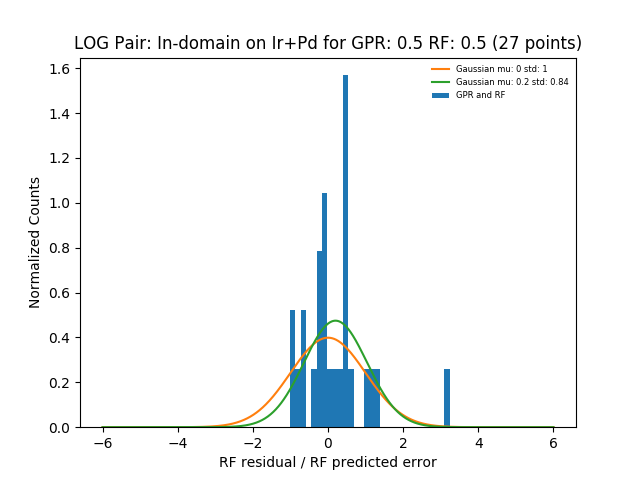 LOG Pair: In-domain on Ir+Pd for GPR: 0.5 RF: 0.5 (27 points)
Gaussian mu: 0 std: 1
Gaussian mu: 0.2 std: 0.84
GPR and RF
Normalized Counts
1.6
1.4
1.2
1.0
0.8
0.6
0.4
0.2
0.0
−6 −4 −2 0 2 4 6
RF residual / RF predicted error